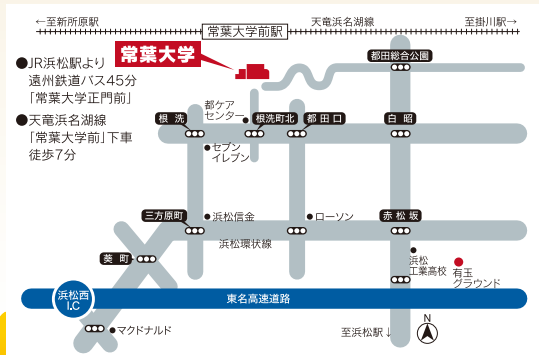 ←至新所原駅
常葉大学前駅
天竜浜名湖線
至掛川駅→
常葉大学
都田総合公園
●JR浜松駅より
遠州鉄道バス45分
「常葉大学正門前」
●天竜浜名湖線
「常葉大学前」下車
徒歩7分
都ケア
センター
根洗
根洗町北
都田口
白昭
セブン
イレブン
三方原町
浜松信金
ローソン
赤松坂
浜松環状線
葵町
浜松
工業高校
有玉
グラウンド
浜松西
I.C
東名高速道路
マクドナルド
至浜松駅↓
N